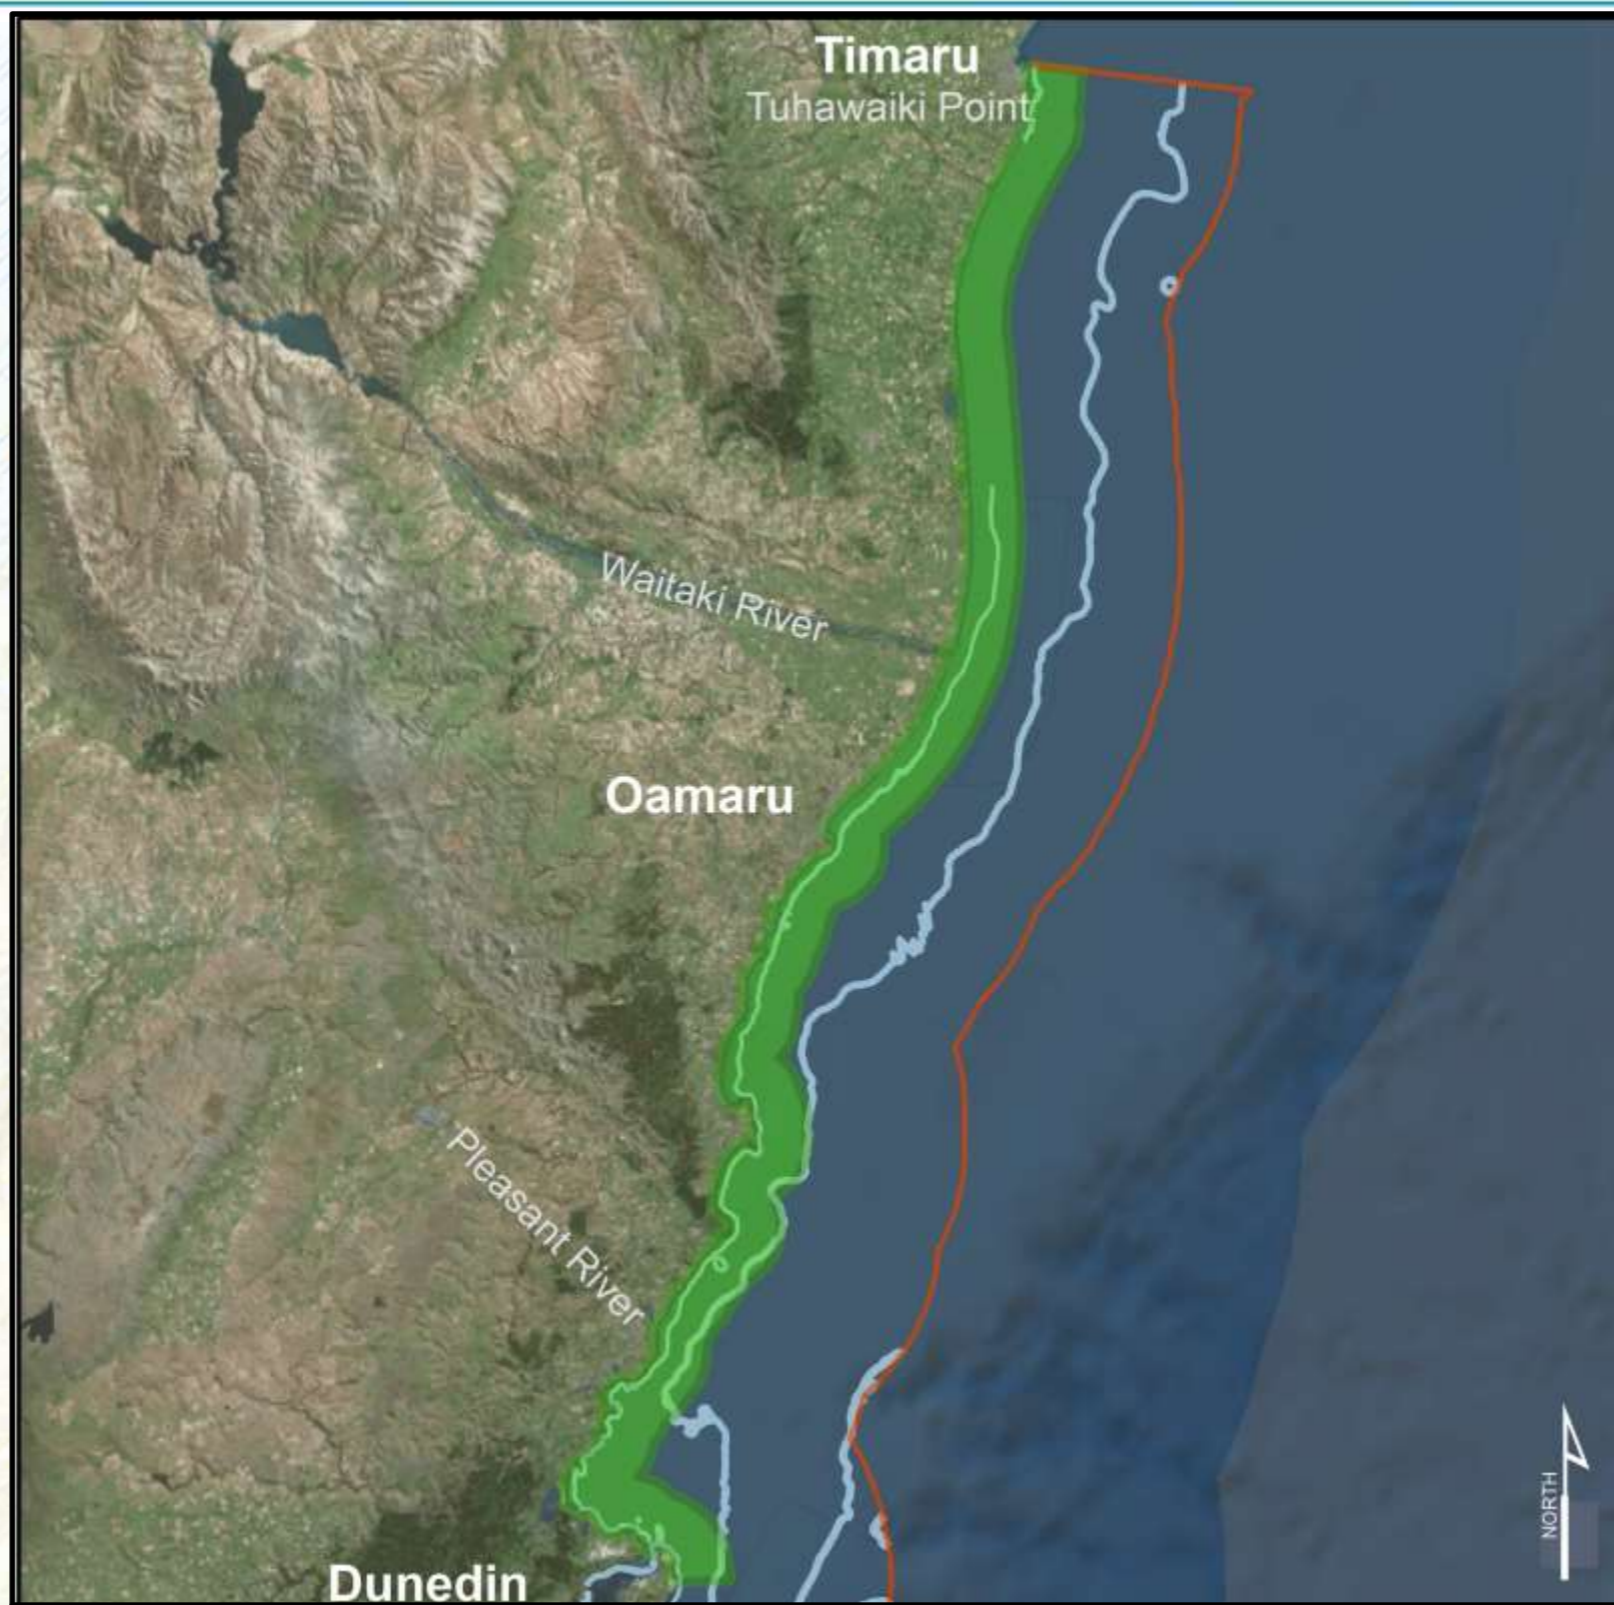 Timaru
Tuhawaiki Point
Waitaki River
Oamaru
Pleasant River
Dunedin
NORTH